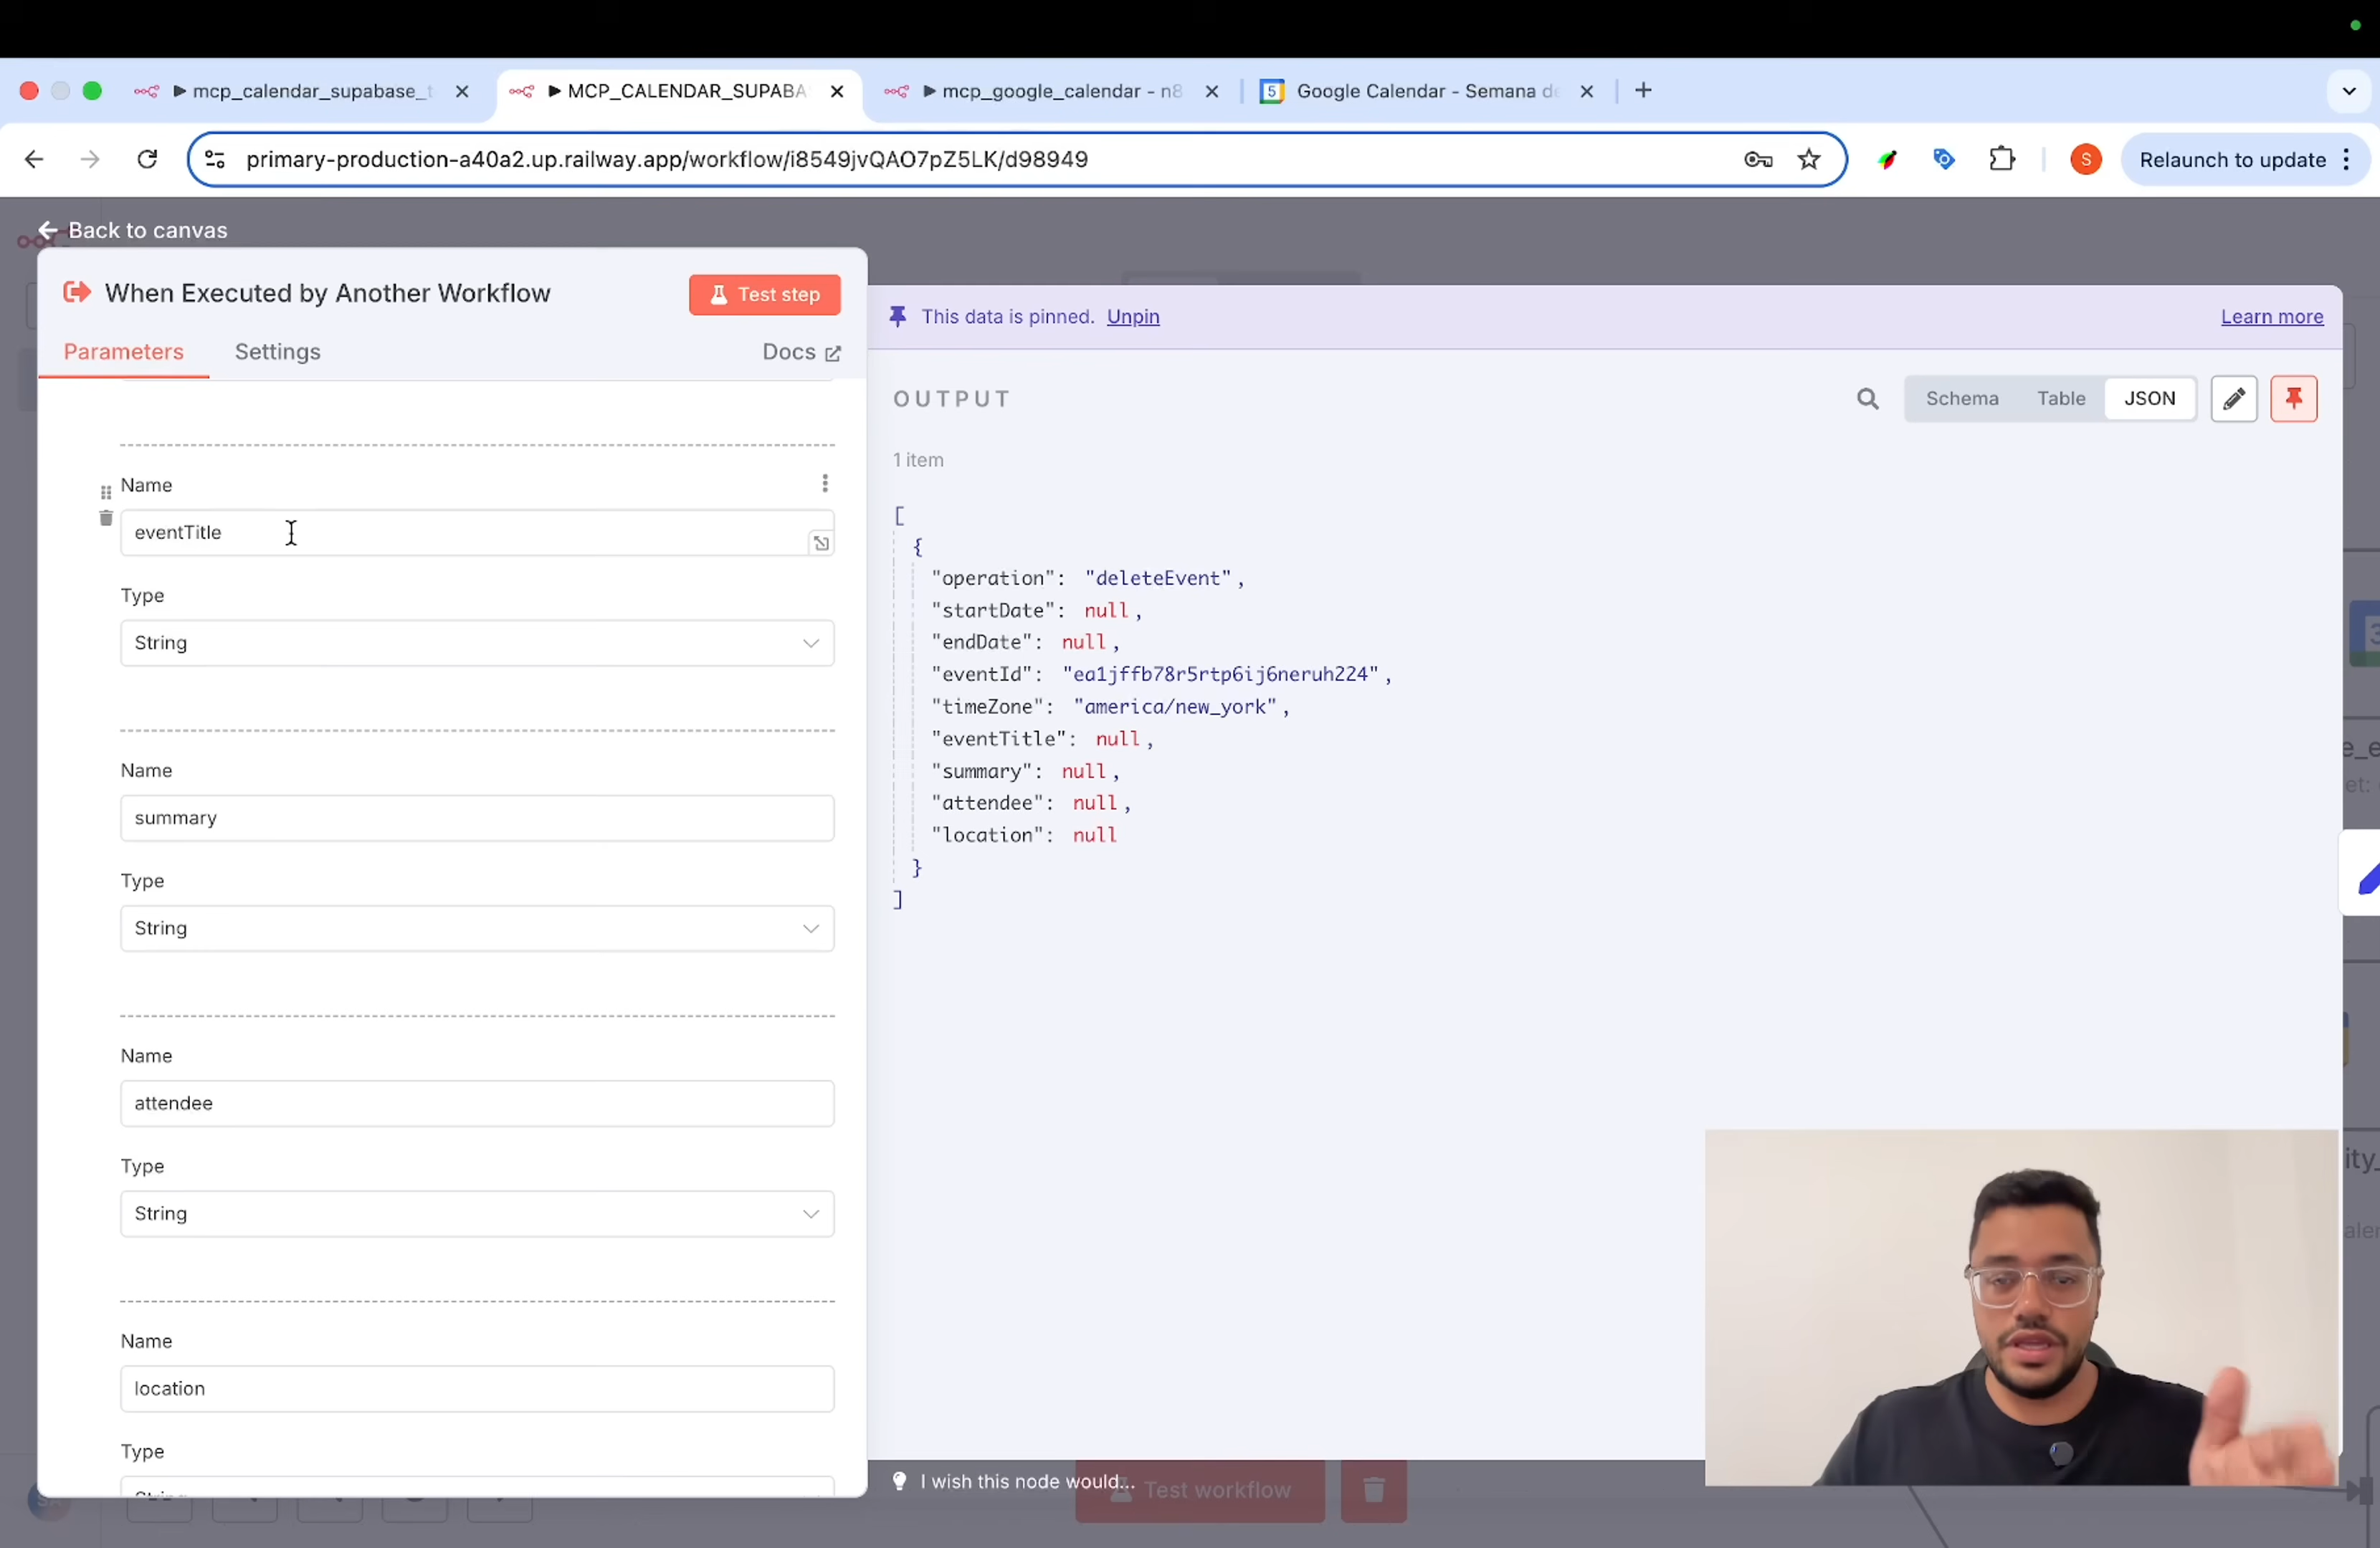 mcp_calendar_supabase_t
MCP_CALENDAR_SUPABA
mcp_google_calendar - n8
5
Google Calendar - Semana de
primary-production-a40a2.up.railway.app/workflow/i8549jvQAO7pZ5LK/d98949
S
Relaunch to update
Back to canvas
When Executed by Another Workflow
Test step
Parameters
Settings
Docs
Name
eventTitle
Type
String
Name
summary
Type
String
Name
attendee
Type
String
Name
location
Type
String
This data is pinned. Unpin
Learn more
OUTPUT
Schema
Table
JSON
1 item
[
{
"operation": "deleteEvent",
"startDate": null,
"endDate": null,
"eventId": "ea1jffb78r5rtp6ij6neruh224",
"timeZone": "america/new_york",
"eventTitle": null,
"summary": null,
"attendee": null,
"location": null
}
]
I wish this node would...
Test workflow